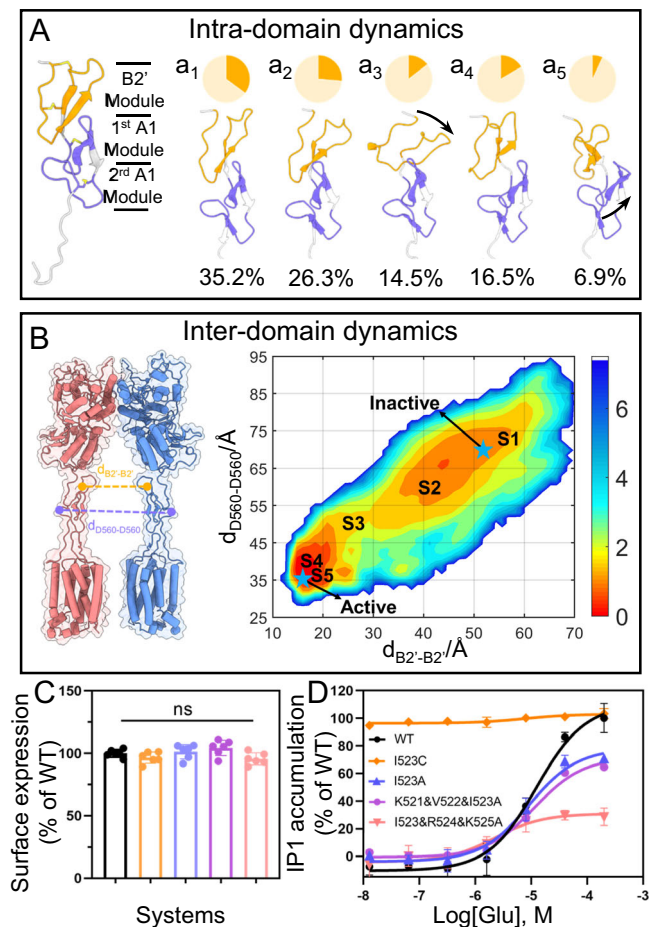 A
Intra-domain dynamics
B2'
Module
1st A1
Module
2rd A1
Module
a1 a2 a3 a4 a5
35.2% 26.3% 14.5% 16.5% 6.9%
B
Inter-domain dynamics
dB2'-B2'
dD560-D560
dD560-D560/Å
95
85
75
65
55
45
35
25
Inactive
S1
S2
S3
S4
S5
Active
10 20 30 40 50 60 70
dB2'-B2'/Å
6
4
2
0
C
Surface expression
(% of WT)
150
100
50
0
ns
Systems
D
IP1 accumulation
(% of WT)
120
100
80
60
40
20
0
WT
I523C
I523A
K521&V522&I523A
I523&R524&K525A
-8 -7 -6 -5 -4 -3
Log[Glu], M